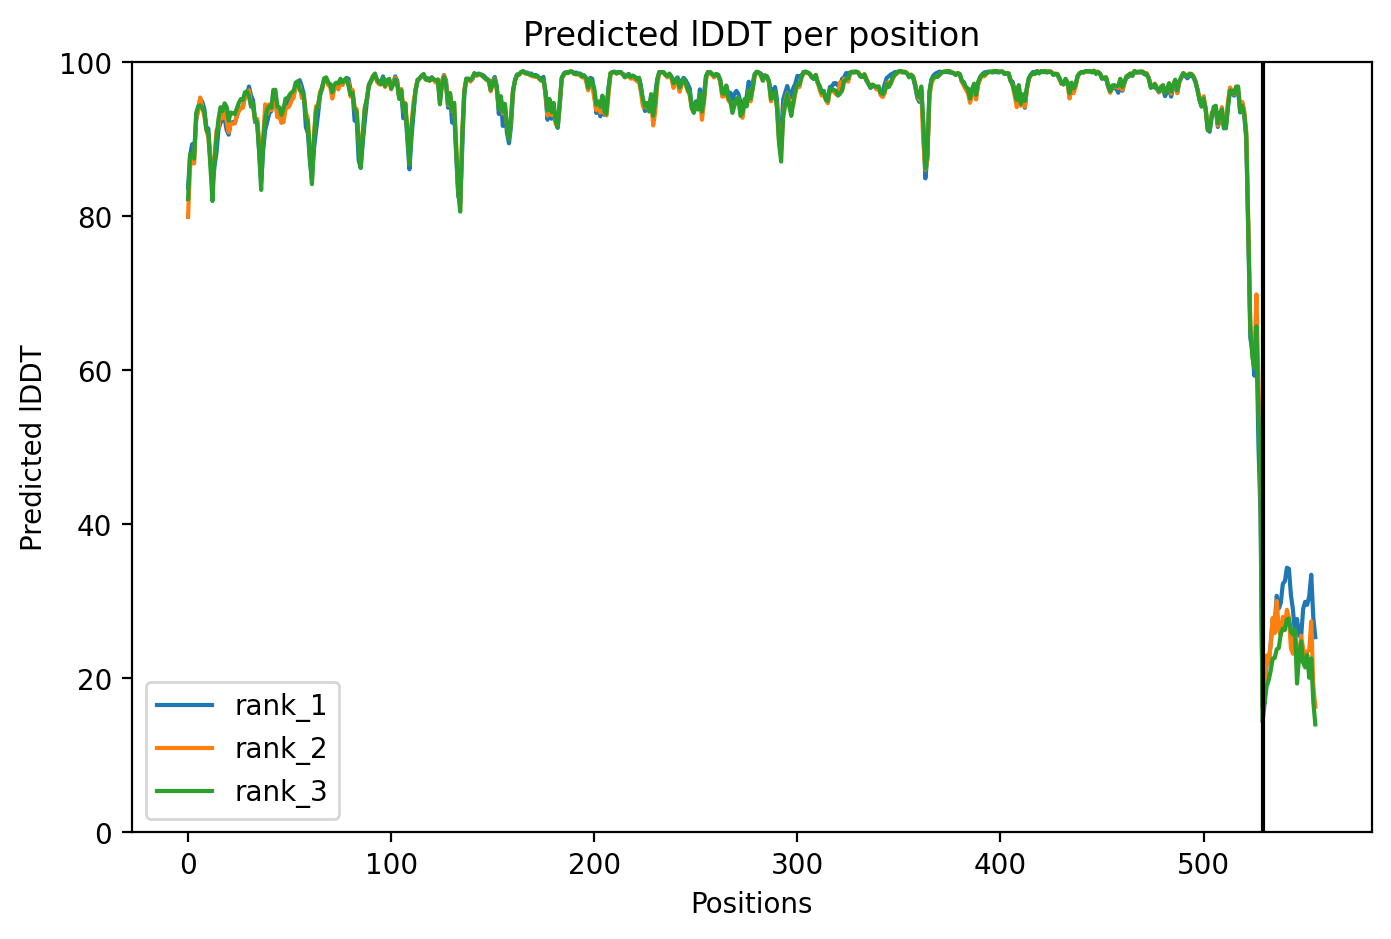 Predicted lDDT per position
100
80
60
40
20
0
Predicted lDDT
rank_1
rank_2
rank_3
0 100 200 300 400 500
Positions